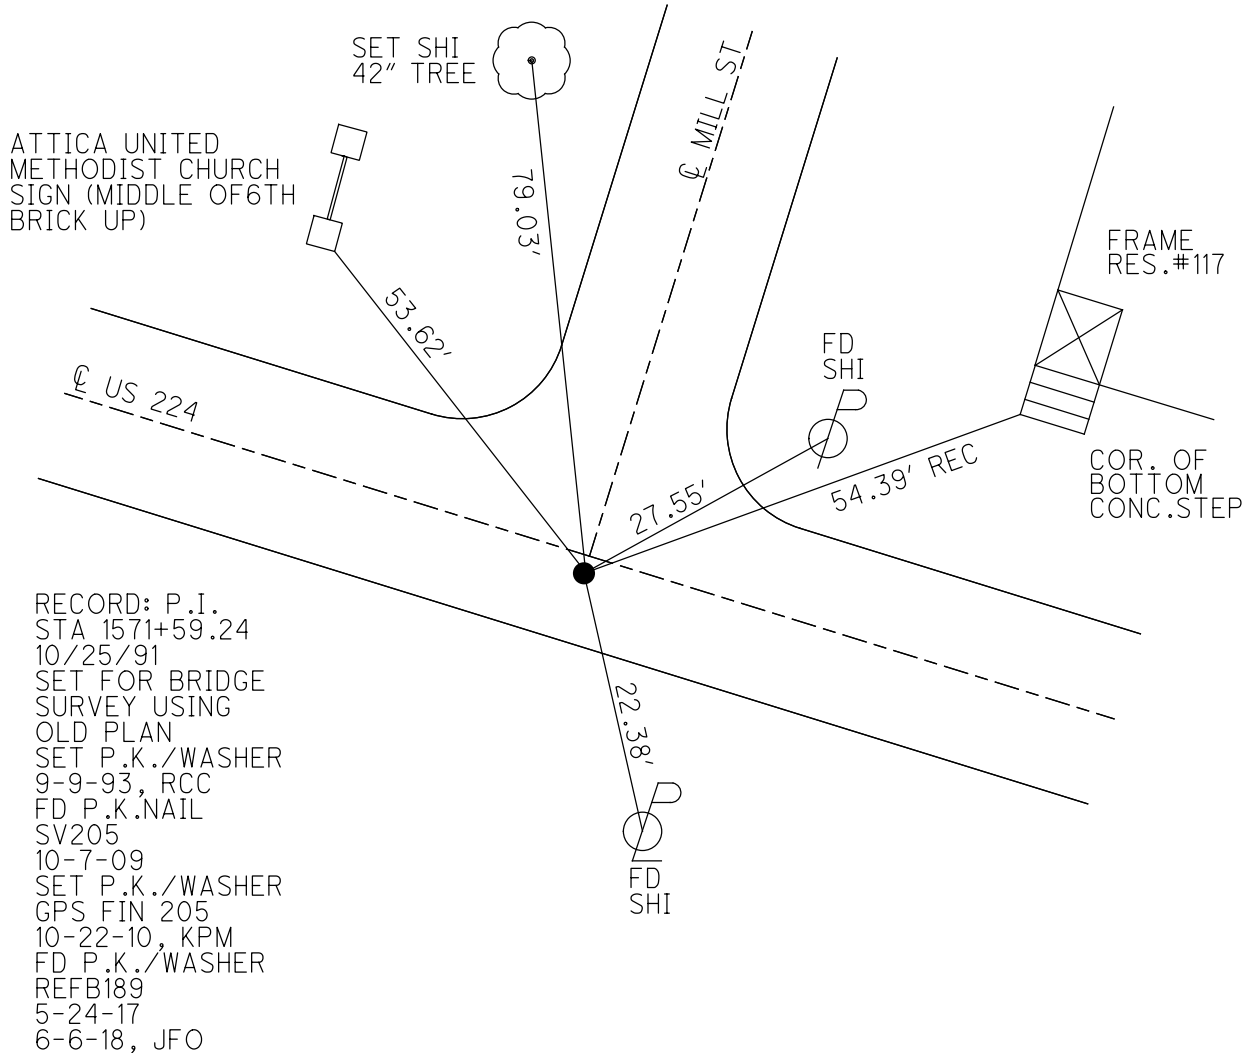 SET SHI
42" TREE
ATTICA UNITED
METHODIST CHURCH
SIGN (MIDDLE OF6TH
BRICK UP)
℄ MILL ST
79.03'
53.62'
℄ US 224
FRAME
RES.#117
FD
SHI
27.55'
54.39' REC
COR. OF
BOTTOM
CONC.STEP
22.38'
FD
SHI
RECORD: P.I.
STA 1571+59.24
10/25/91
SET FOR BRIDGE
SURVEY USING
OLD PLAN
SET P.K./WASHER
9-9-93, RCC
FD P.K.NAIL
SV205
10-7-09
SET P.K./WASHER
GPS FIN 205
10-22-10, KPM
FD P.K./WASHER
REFB189
5-24-17
6-6-18, JFO